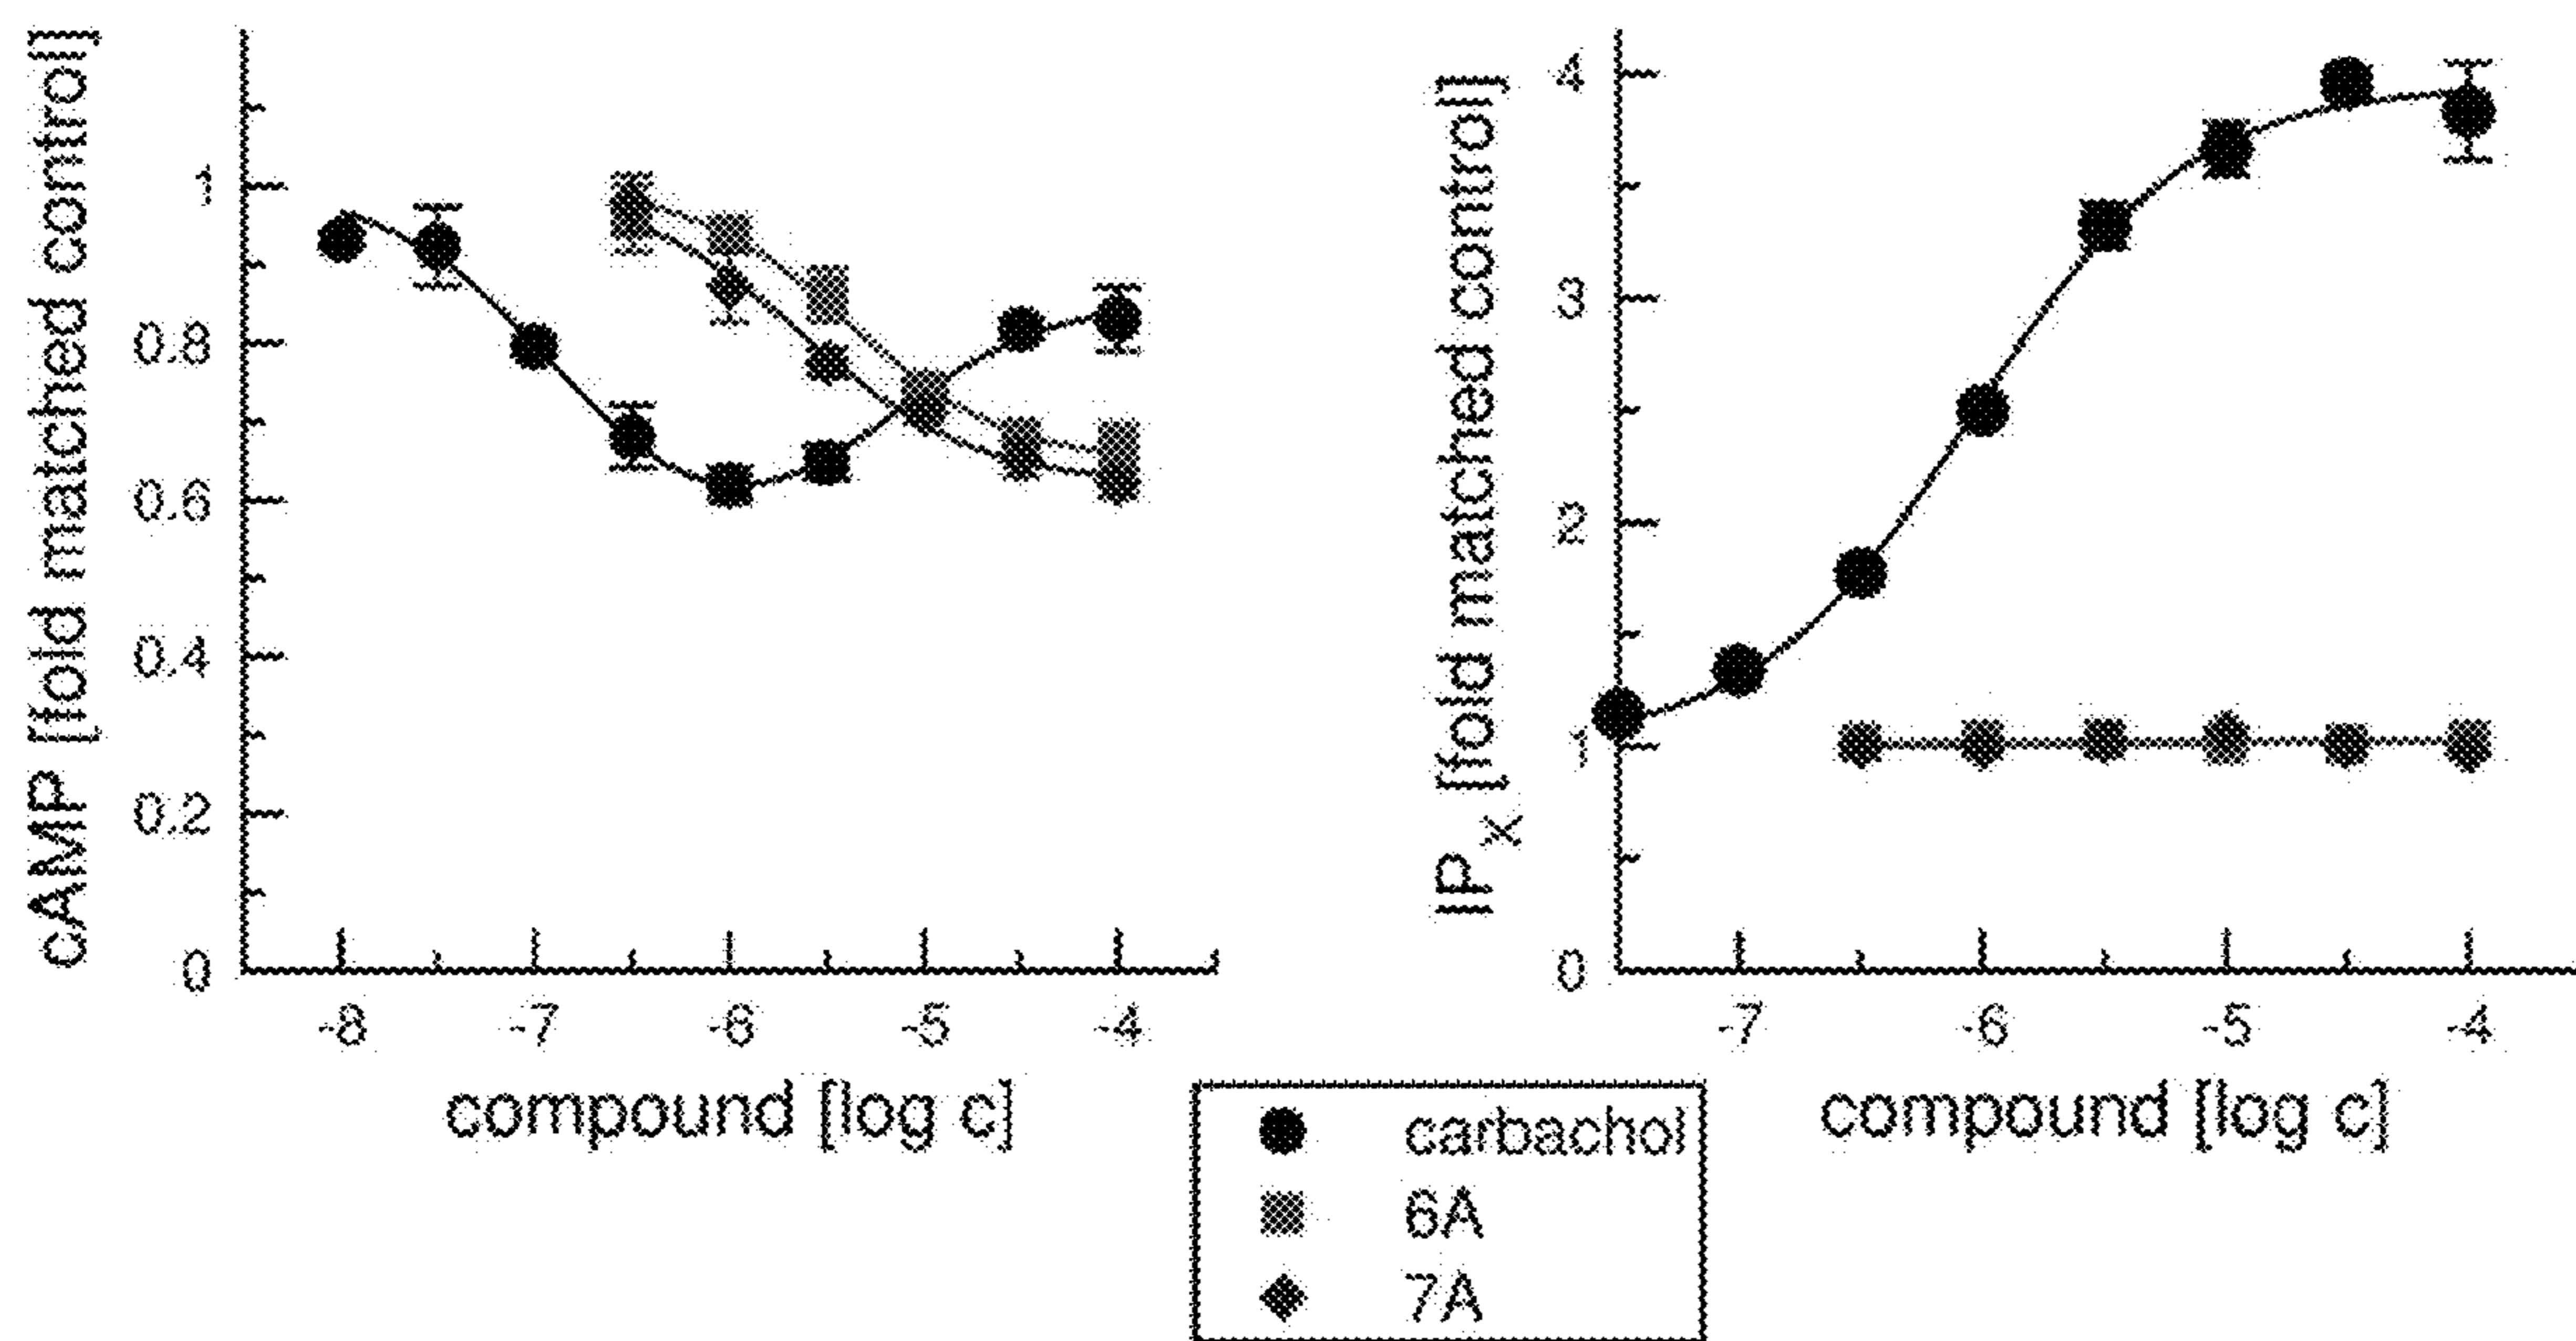 cAMP [fold matched control]
1
0.8
0.6
0.4
0.2
0
-8 -7 -6 -5 -4
compound [log c]
IPx [fold matched control]
4
3
2
1
0
-7 -6 -5 -4
compound [log c]
carbachol
6A
7A